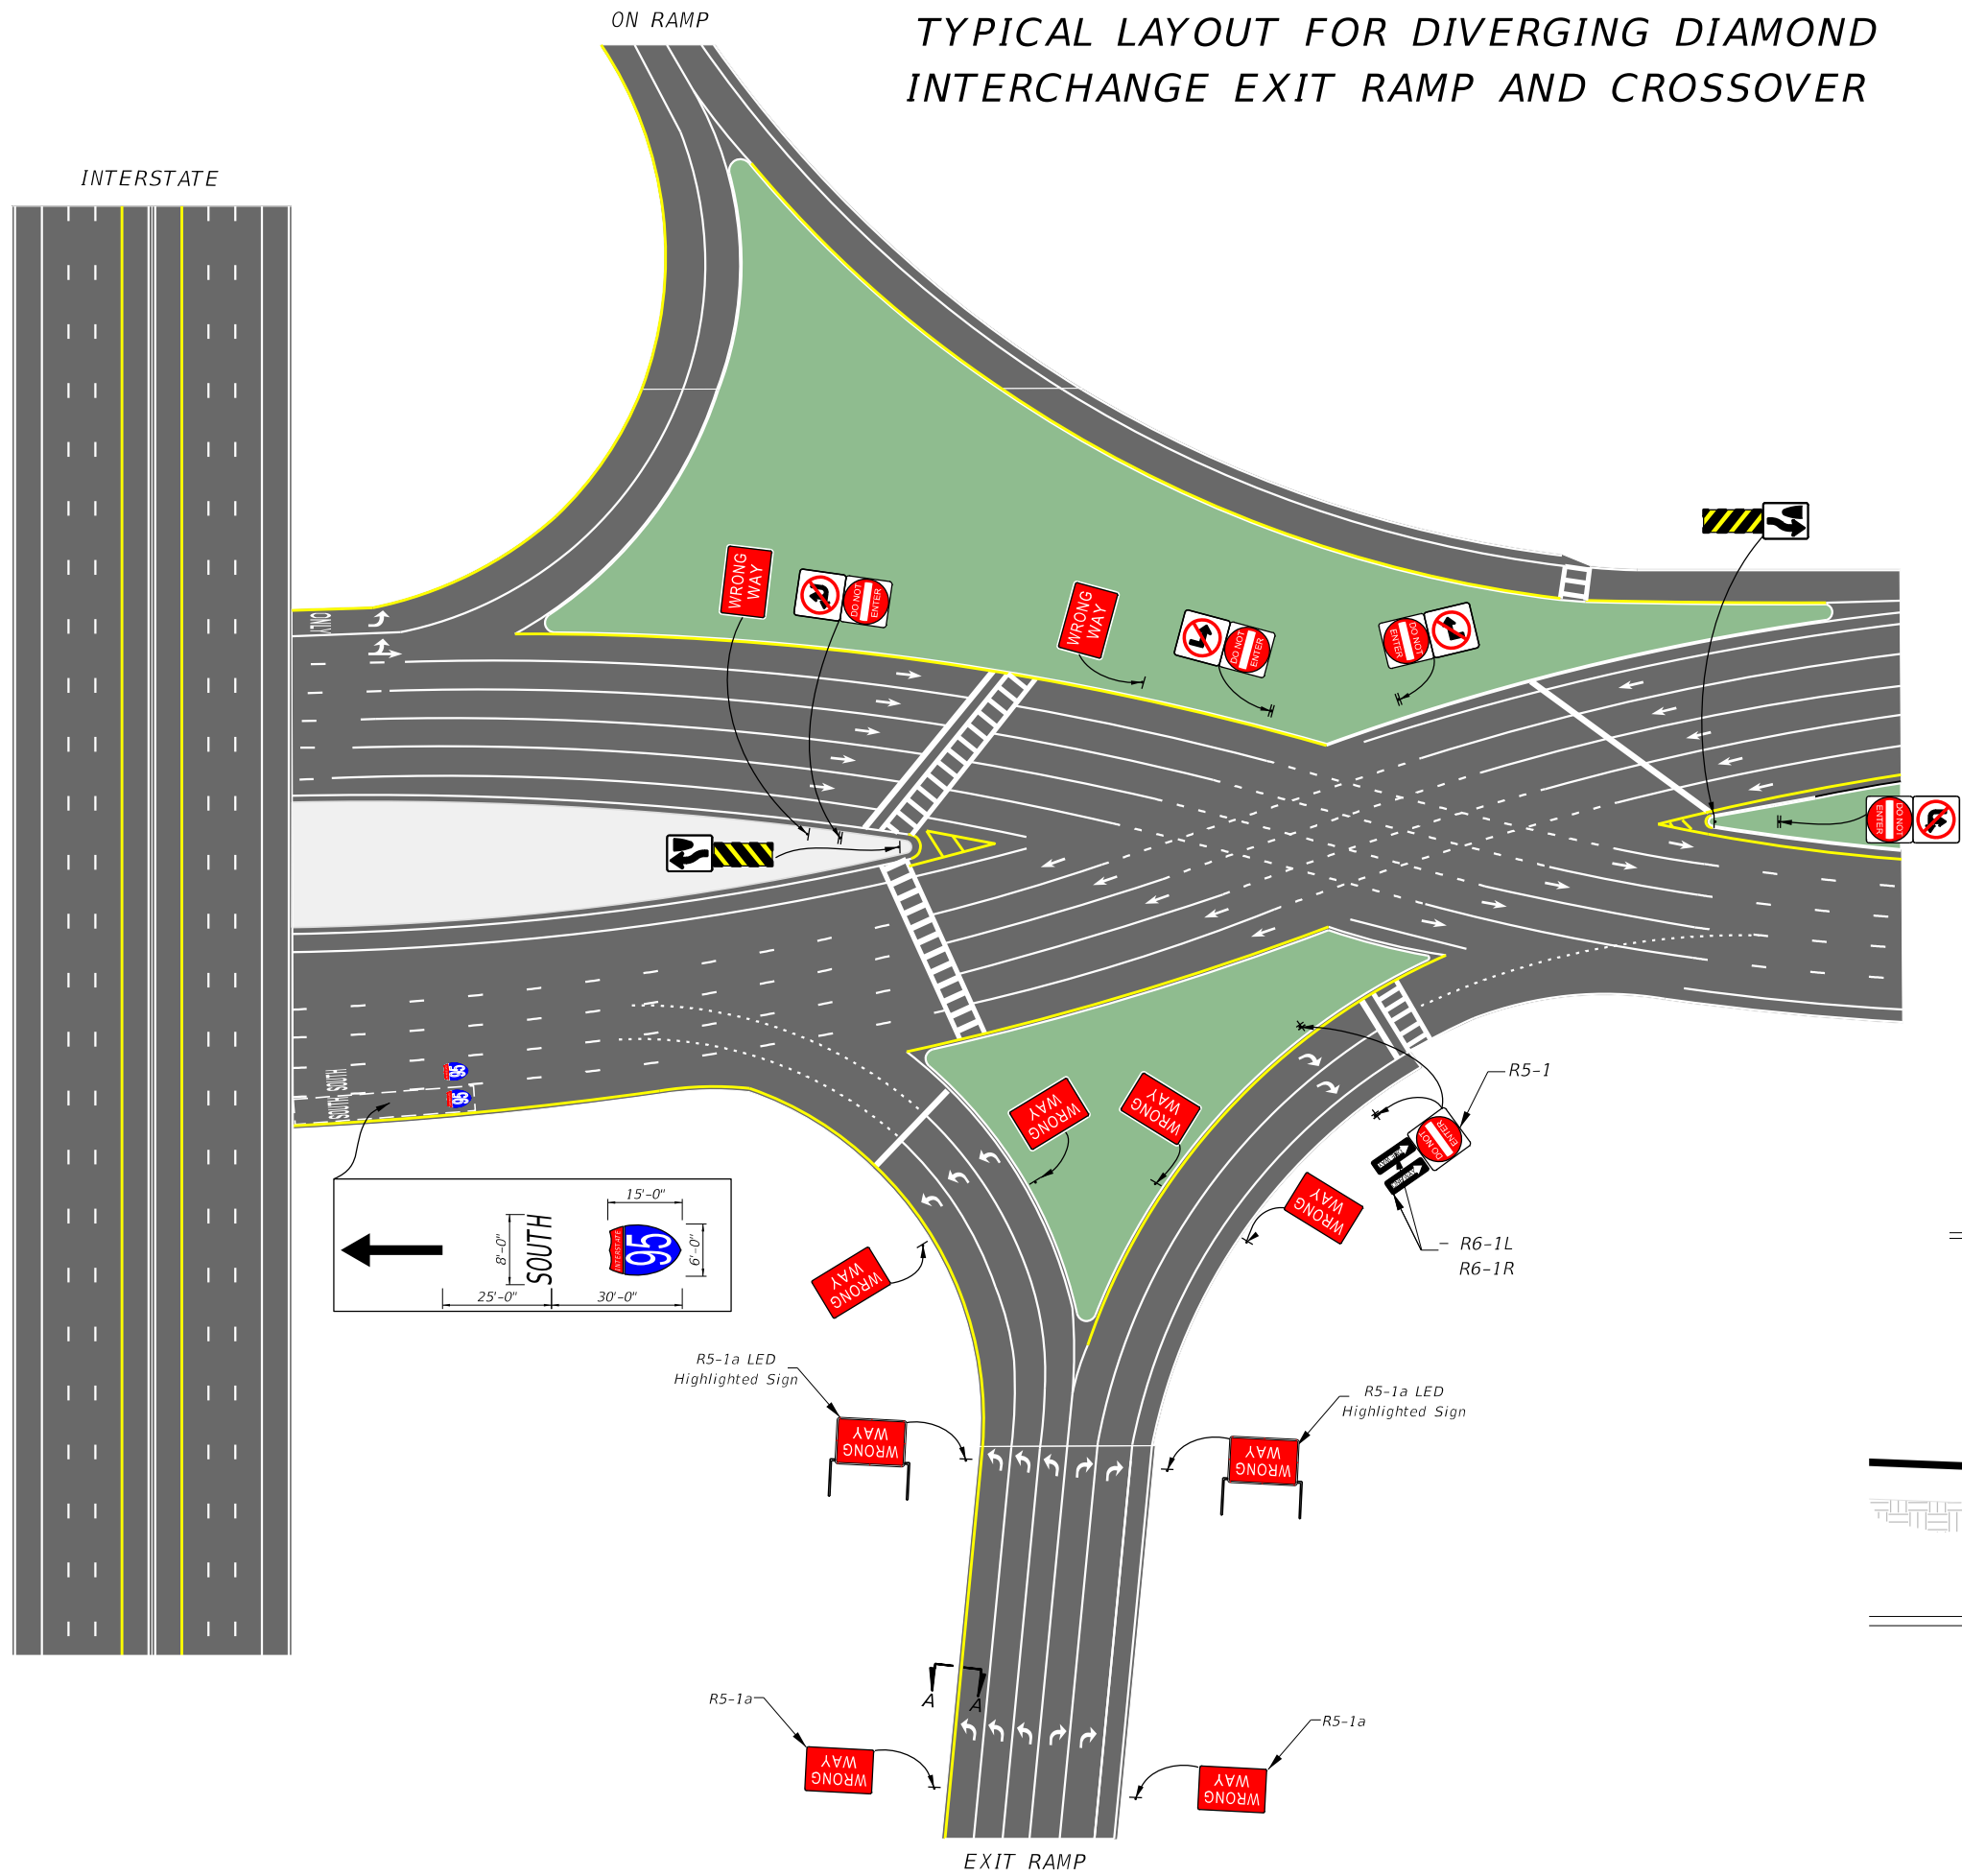 ON RAMP
TYPICAL LAYOUT FOR DIVERGING DIAMOND
INTERCHANGE EXIT RAMP AND CROSSOVER
INTERSTATE
ONLY
WRONG
WAY
DO NOT
ENTER
WRONG
WAY
DO NOT
ENTER
DO NOT
ENTER
DO NOT
ENTER
SOUTH
SOUTH
95
95
WRONG
WAY
WRONG
WAY
R5-1
DO NOT
ENTER
WRONG
WAY
R6-1L
R6-1R
15'-0"
8'-0"
SOUTH
INTERSTATE
95
6'-0"
25'-0"
30'-0"
WRONG
WAY
R5-1a LED
Highlighted Sign
WRONG
WAY
R5-1a LED
Highlighted Sign
WRONG
WAY
A
A
R5-1a
WRONG
WAY
R5-1a
WRONG
WAY
EXIT RAMP